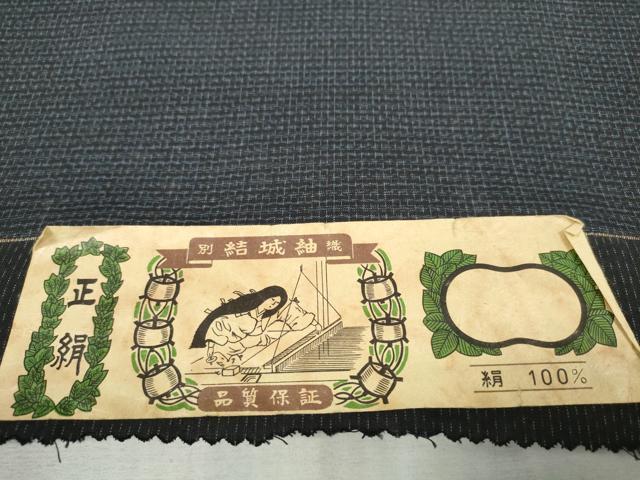 正絹
別 結城紬 織
品質保証
絹 100%